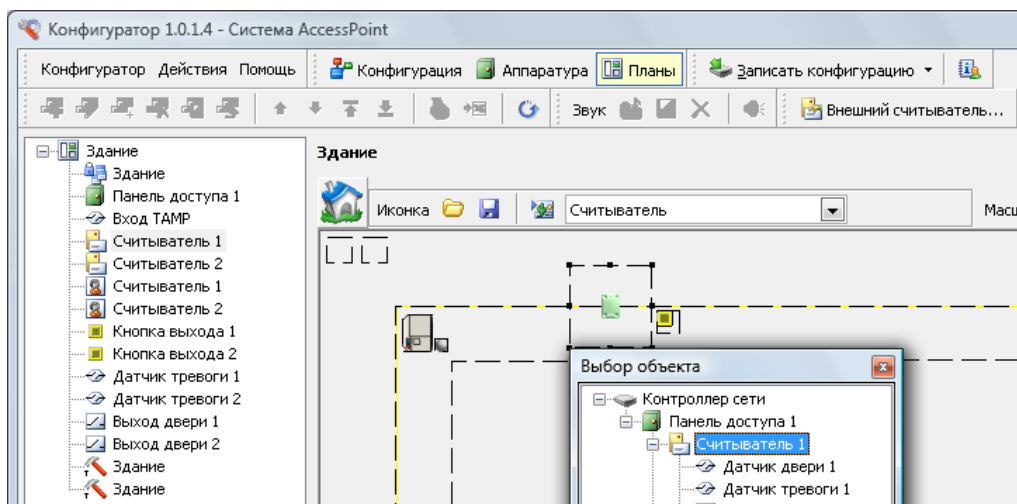 Конфигуратор 1.0.1.4 - Система AccessPoint
Конфигуратор Действия Помощь Конфигурация Аппаратура Планы Записать конфигурацию
Звук Внешний считыватель...
Здание
Здание
Панель доступа 1
Вход TAMP
Считыватель 1
Считыватель 2
Считыватель 1
Считыватель 2
Кнопка выхода 1
Кнопка выхода 2
Датчик тревоги 1
Датчик тревоги 2
Выход двери 1
Выход двери 2
Здание
Здание
Здание
Иконка Считыватель Масш
Выбор объекта
Контроллер сети
Панель доступа 1
Считыватель 1
Датчик двери 1
Датчик тревоги 1